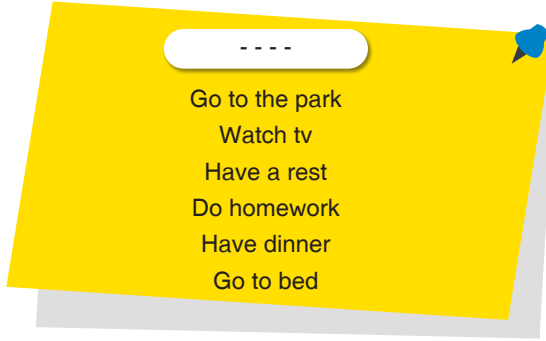 - - - -
Go to the park
Watch tv
Have a rest
Do homework
Have dinner
Go to bed